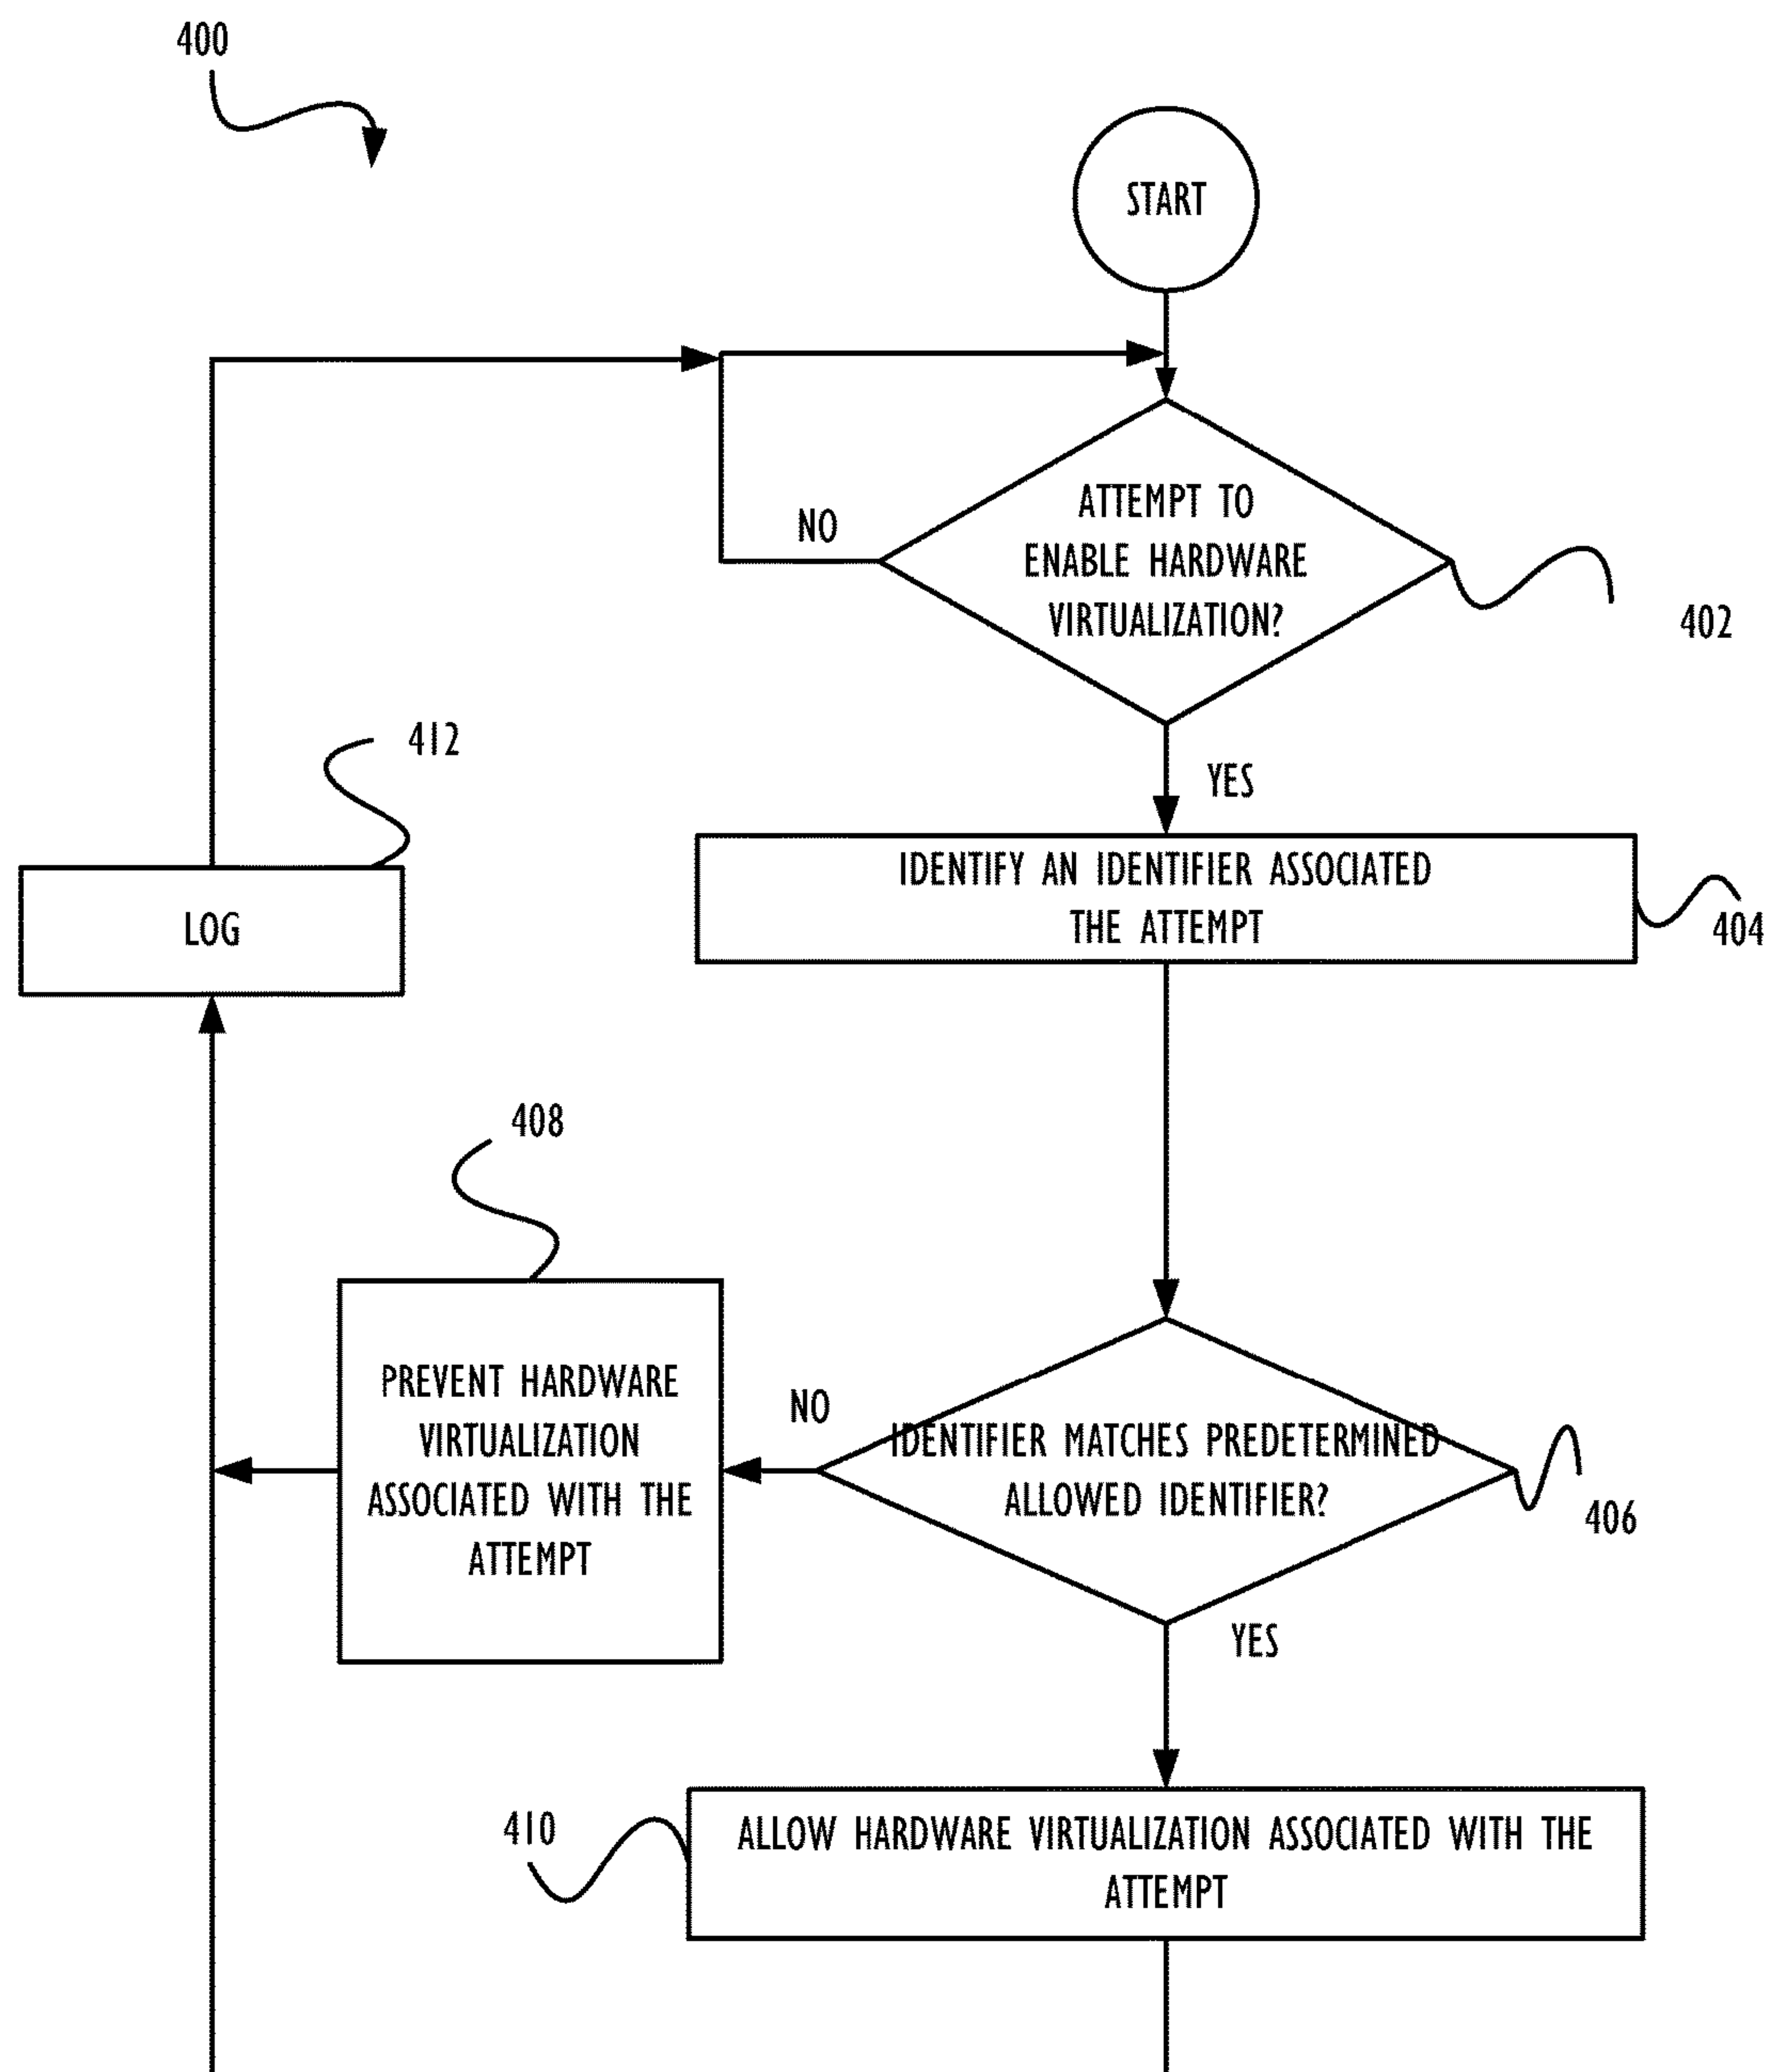 400
START
ATTEMPT TO
ENABLE HARDWARE
VIRTUALIZATION?
NO
402
YES
412
LOG
IDENTIFY AN IDENTIFIER ASSOCIATED
THE ATTEMPT
404
408
PREVENT HARDWARE
VIRTUALIZATION
ASSOCIATED WITH THE
ATTEMPT
NO
IDENTIFIER MATCHES PREDETERMINED
ALLOWED IDENTIFIER?
406
YES
410
ALLOW HARDWARE VIRTUALIZATION ASSOCIATED WITH THE
ATTEMPT